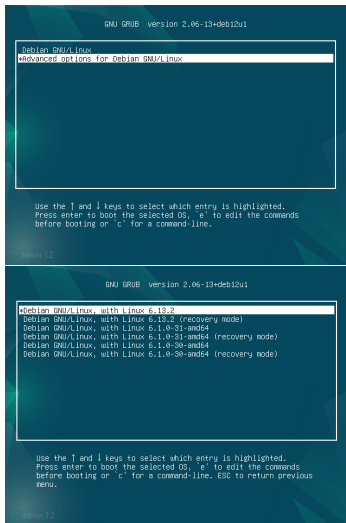 GNU GRUB  version 2.06-13+deb12u1
Debian GNU/Linux
*Advanced options for Debian GNU/Linux
Use the ↑ and ↓ keys to select which entry is highlighted.
Press enter to boot the selected OS, `e' to edit the commands
before booting or `c' for a command-line.
debian 12
GNU GRUB  version 2.06-13+deb12u1
*Debian GNU/Linux, with Linux 6.13.2
Debian GNU/Linux, with Linux 6.13.2 (recovery mode)
Debian GNU/Linux, with Linux 6.1.0-31-amd64
Debian GNU/Linux, with Linux 6.1.0-31-amd64 (recovery mode)
Debian GNU/Linux, with Linux 6.1.0-30-amd64
Debian GNU/Linux, with Linux 6.1.0-30-amd64 (recovery mode)
Use the ↑ and ↓ keys to select which entry is highlighted.
Press enter to boot the selected OS, `e' to edit the commands
before booting or `c' for a command-line. ESC to return previous
menu.
debian 12